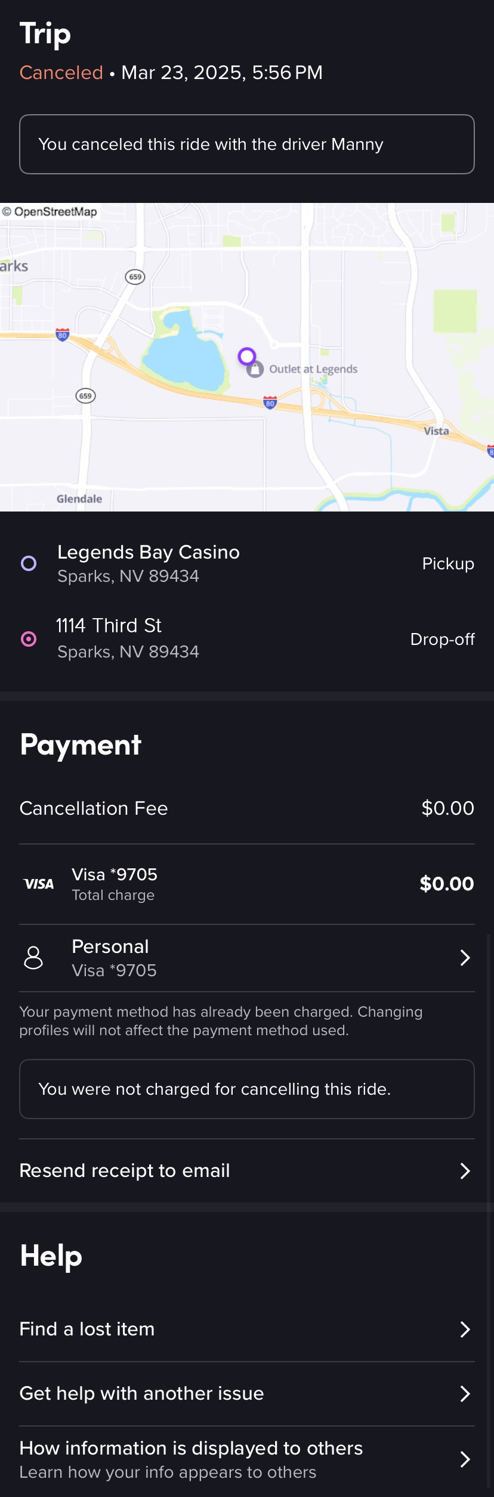 Trip
Canceled • Mar 23, 2025, 5:56 PM
You canceled this ride with the driver Manny
© OpenStreetMap
arks
659
80
659
Outlet at Legends
80
Vista
Glendale
Legends Bay Casino
Sparks, NV 89434
Pickup
1114 Third St
Sparks, NV 89434
Drop-off
Payment
Cancellation Fee $0.00
VISA
Visa *9705
Total charge
$0.00
Personal
Visa *9705
Your payment method has already been charged. Changing
profiles will not affect the payment method used.
You were not charged for cancelling this ride.
Resend receipt to email
Help
Find a lost item
Get help with another issue
How information is displayed to others
Learn how your info appears to others